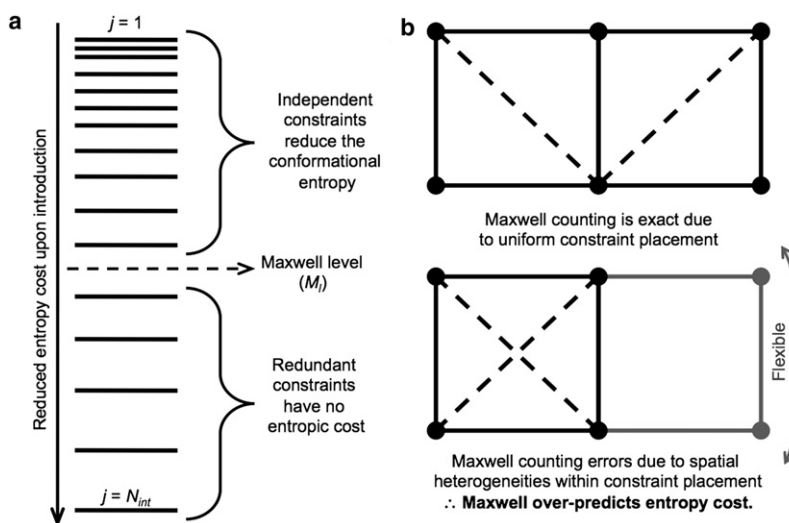 a
j = 1
Reduced entropy cost upon introduction
Independent
constraints
reduce the
conformational
entropy
Maxwell level
(M_l)
Redundant
constraints
have no
entropic cost
j = N_int
b
Maxwell counting is exact due
to uniform constraint placement
Flexible
Maxwell counting errors due to spatial
heterogeneities within constraint placement
∴ Maxwell over-predicts entropy cost.